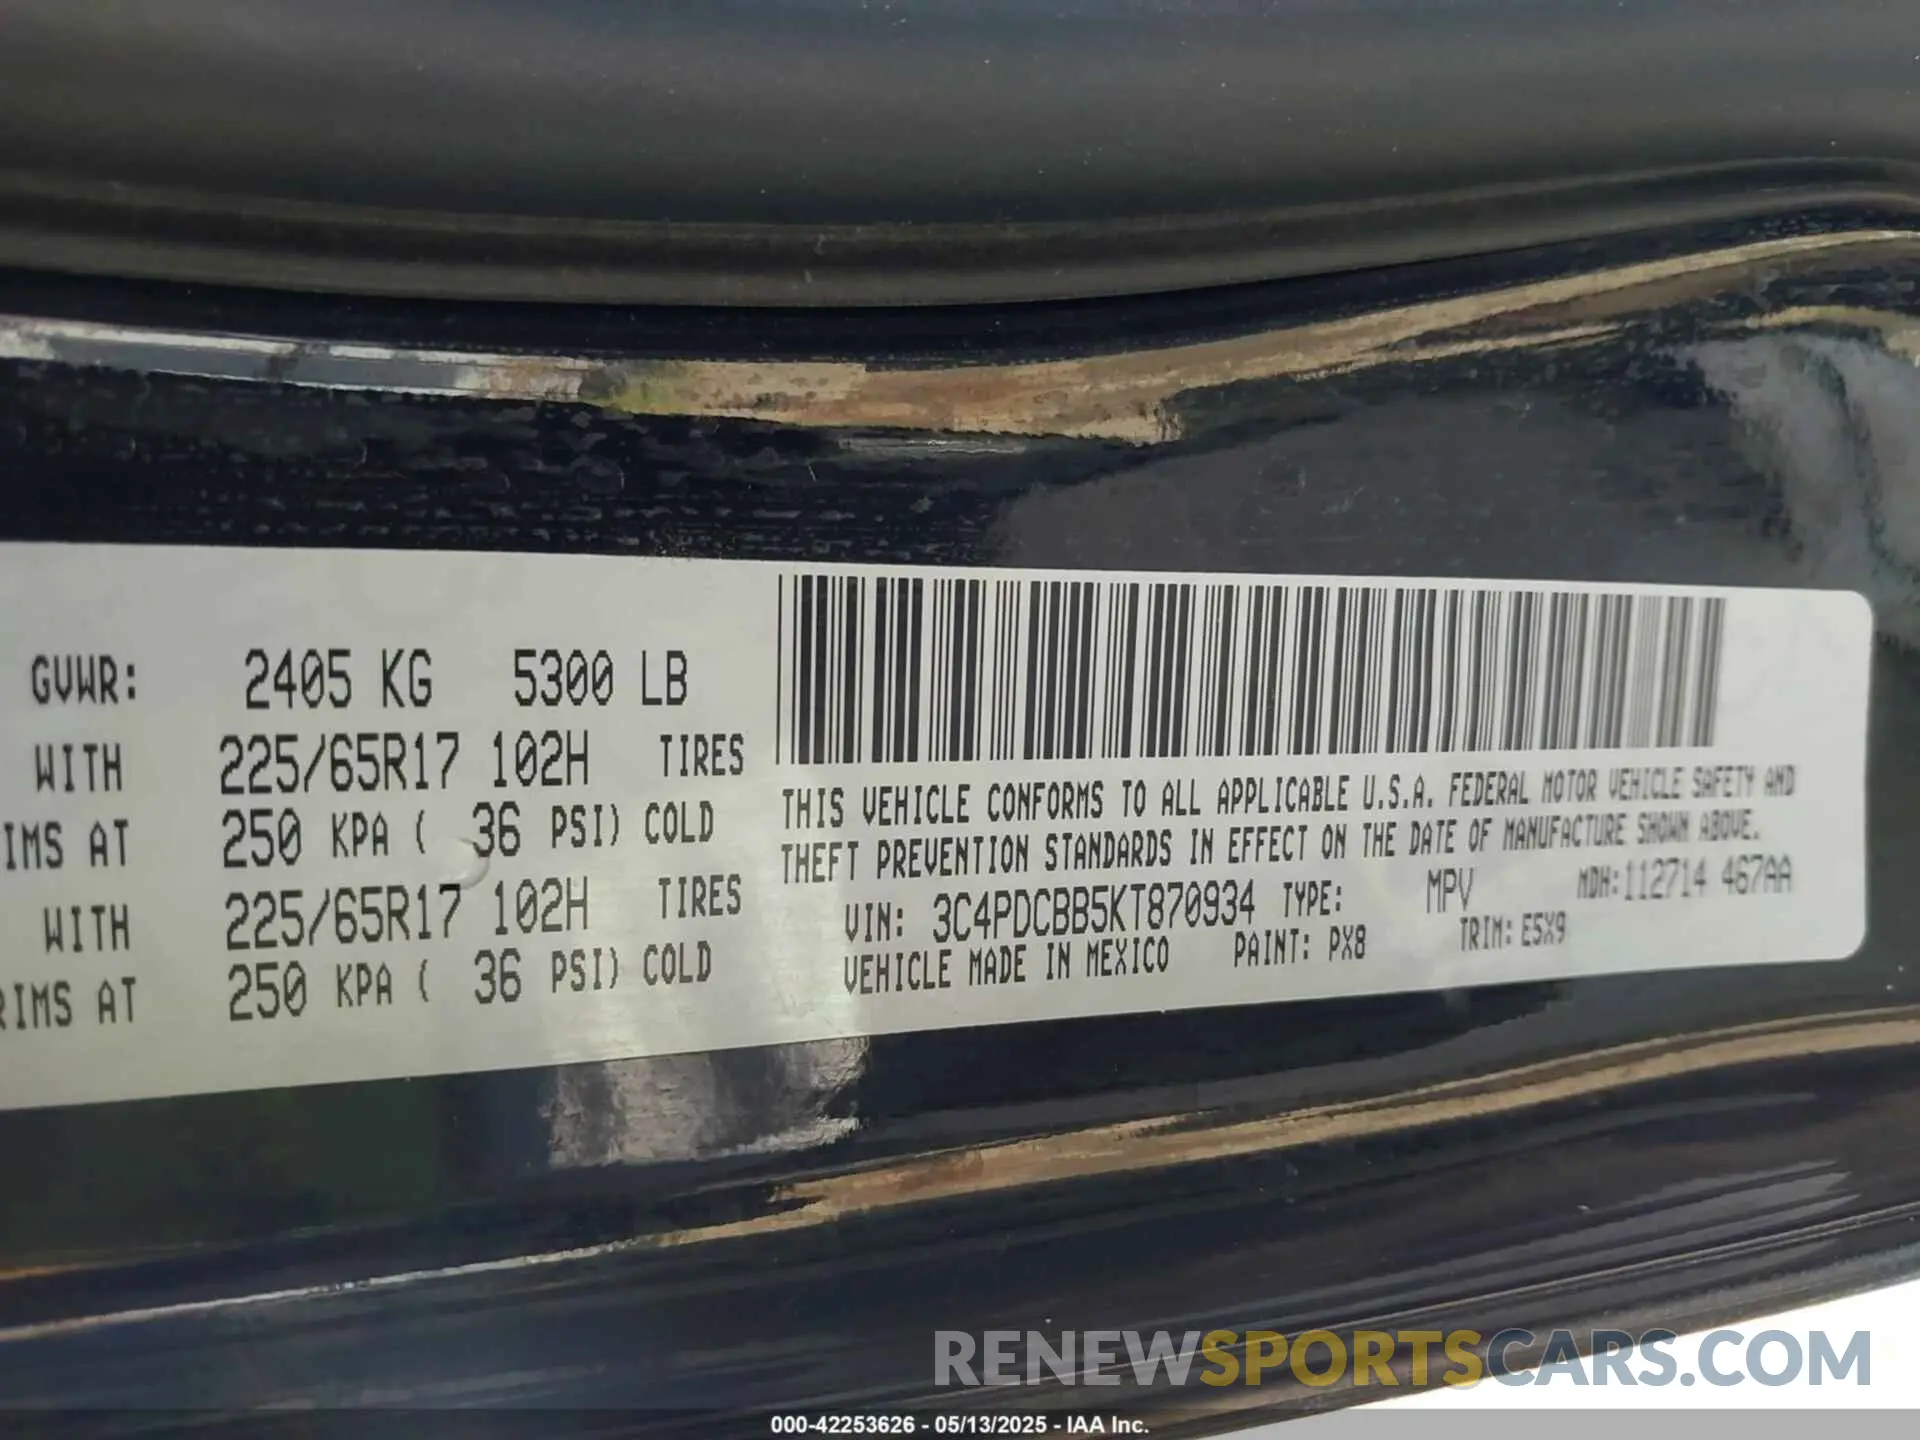 GVWR: 2405 KG 5300 LB
WITH 225/65R17 102H TIRES
IMS AT 250 KPA ( 36 PSI) COLD
WITH 225/65R17 102H TIRES
RIMS AT 250 KPA ( 36 PSI) COLD
THIS VEHICLE CONFORMS TO ALL APPLICABLE U.S.A. FEDERAL MOTOR VEHICLE SAFETY AND
THEFT PREVENTION STANDARDS IN EFFECT ON THE DATE OF MANUFACTURE SHOWN ABOVE.
VIN: 3C4PDCBB5KT870934 TYPE: MPV MDH: 112714 467AA
VEHICLE MADE IN MEXICO PAINT: PX8 TRIM: E5X9
RENEWSPORTSCARS.COM
000-42253626 - 05/13/2025 - IAA Inc.